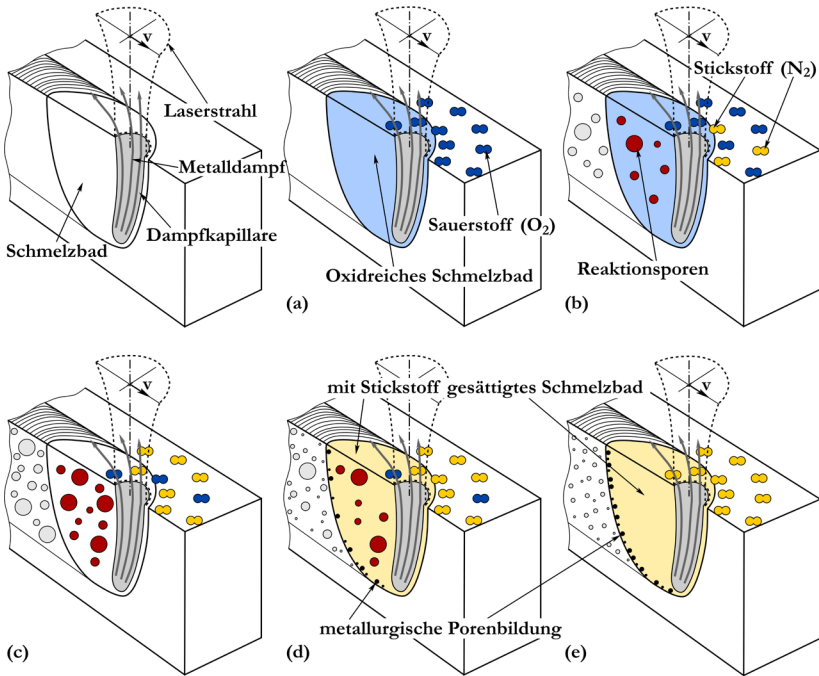 v
Laserstrahl
Metalldampf
Dampfkapillare
Schmelzbad
v
Sauerstoff (O₂)
Oxidreiches Schmelzbad
(a)
v
Stickstoff (N₂)
Reaktionsporen
(b)
v
(c)
v
mit Stickstoff gesättigtes Schmelzbad
metallurgische Porenbildung
(d)
v
(e)